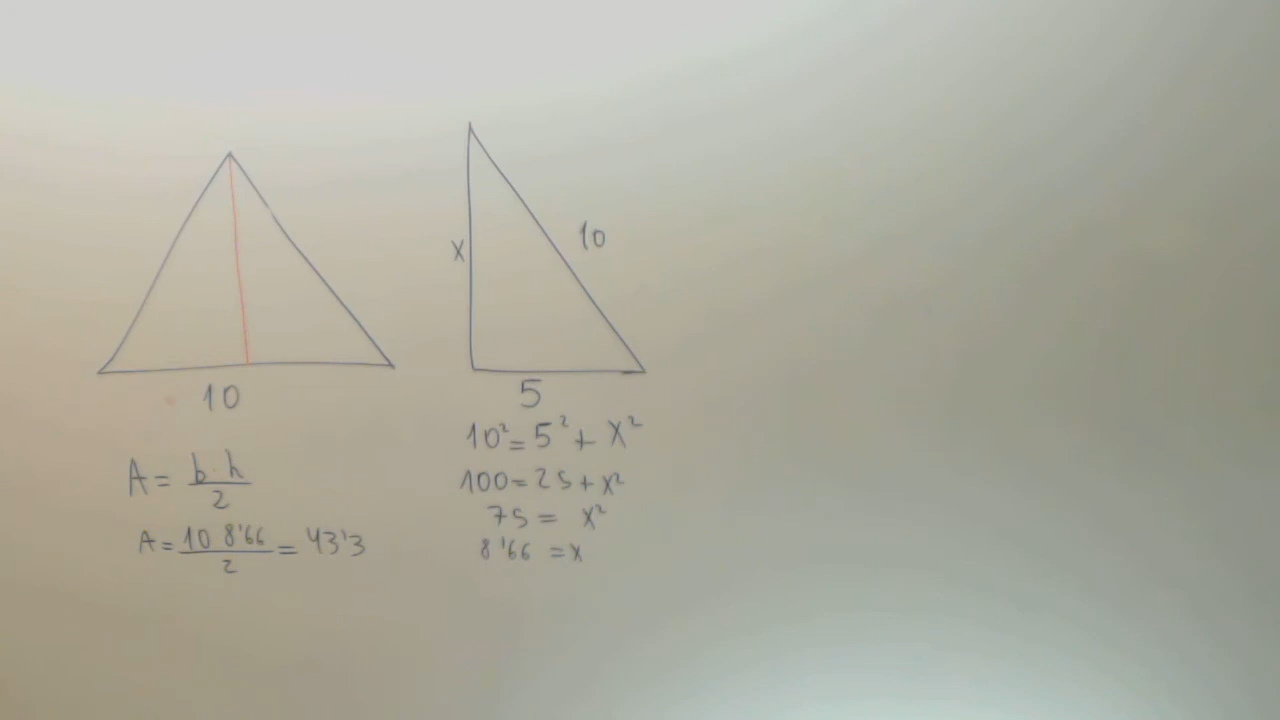 10
A = b·h/2
A = 10 8'66/2 = 43'3
x
10
5
10² = 5² + x²
100 = 25 + x²
75 = x²
8'66 = x